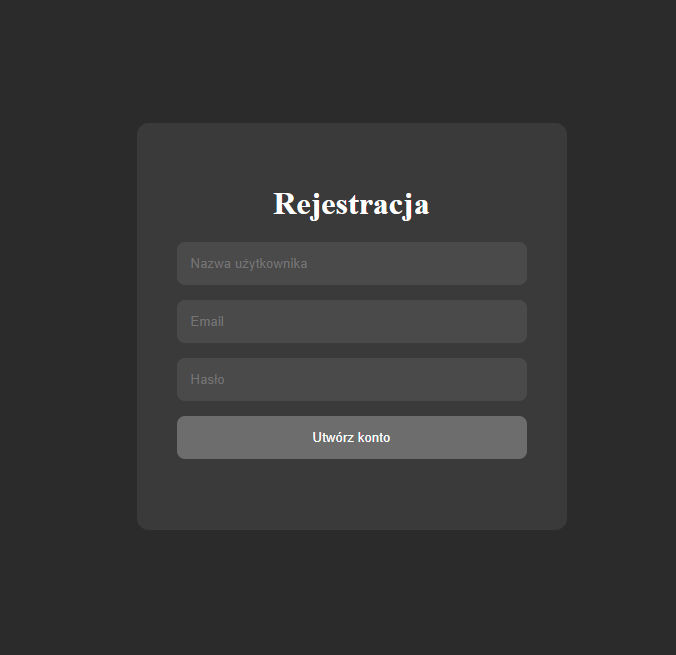 Rejestracja
Nazwa użytkownika
Email
Hasło
Utwórz konto